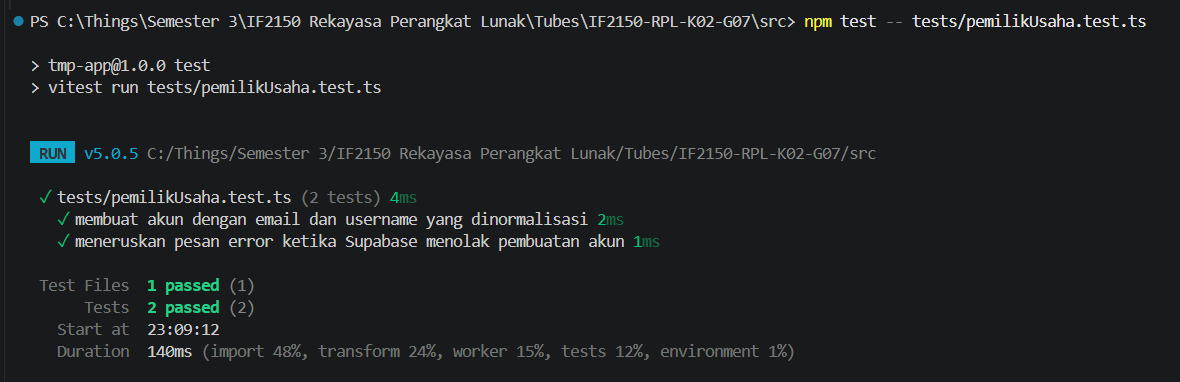 PS C:\Things\Semester 3\IF2150 Rekayasa Perangkat Lunak\Tubes\IF2150-RPL-K02-G07\src> npm test -- tests/pemilikUsaha.test.ts
> tmp-app@1.0.0 test
> vitest run tests/pemilikUsaha.test.ts
RUN v5.0.5 C:/Things/Semester 3/IF2150 Rekayasa Perangkat Lunak/Tubes/IF2150-RPL-K02-G07/src
✓ tests/pemilikUsaha.test.ts (2 tests) 4ms
✓ membuat akun dengan email dan username yang dinormalisasi 2ms
✓ meneruskan pesan error ketika Supabase menolak pembuatan akun 1ms
Test Files 1 passed (1)
Tests 2 passed (2)
Start at 23:09:12
Duration 140ms (import 48%, transform 24%, worker 15%, tests 12%, environment 1%)